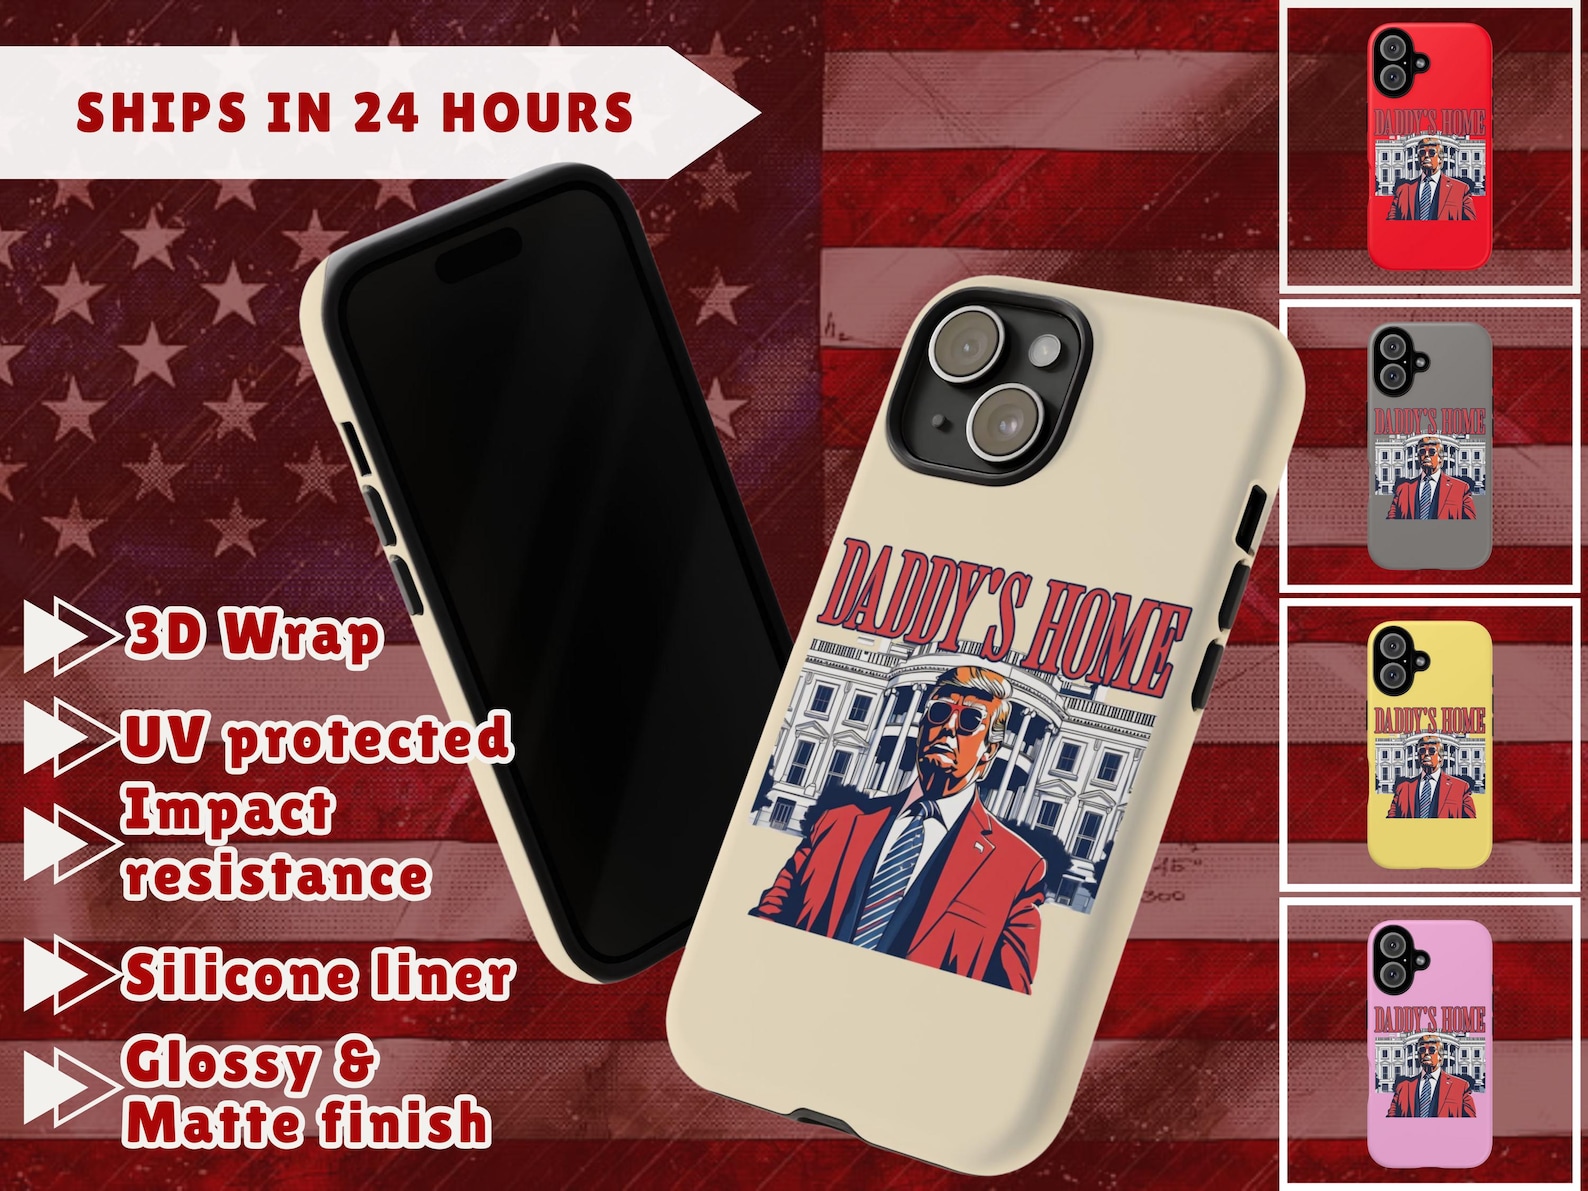 SHIPS IN 24 HOURS
3D Wrap
UV protected
Impact
resistance
Silicone liner
Glossy &
Matte finish
DADDY'S HOME
DADDY'S HOME
DADDY'S HOME
DADDY'S HOME
DADDY'S HOME